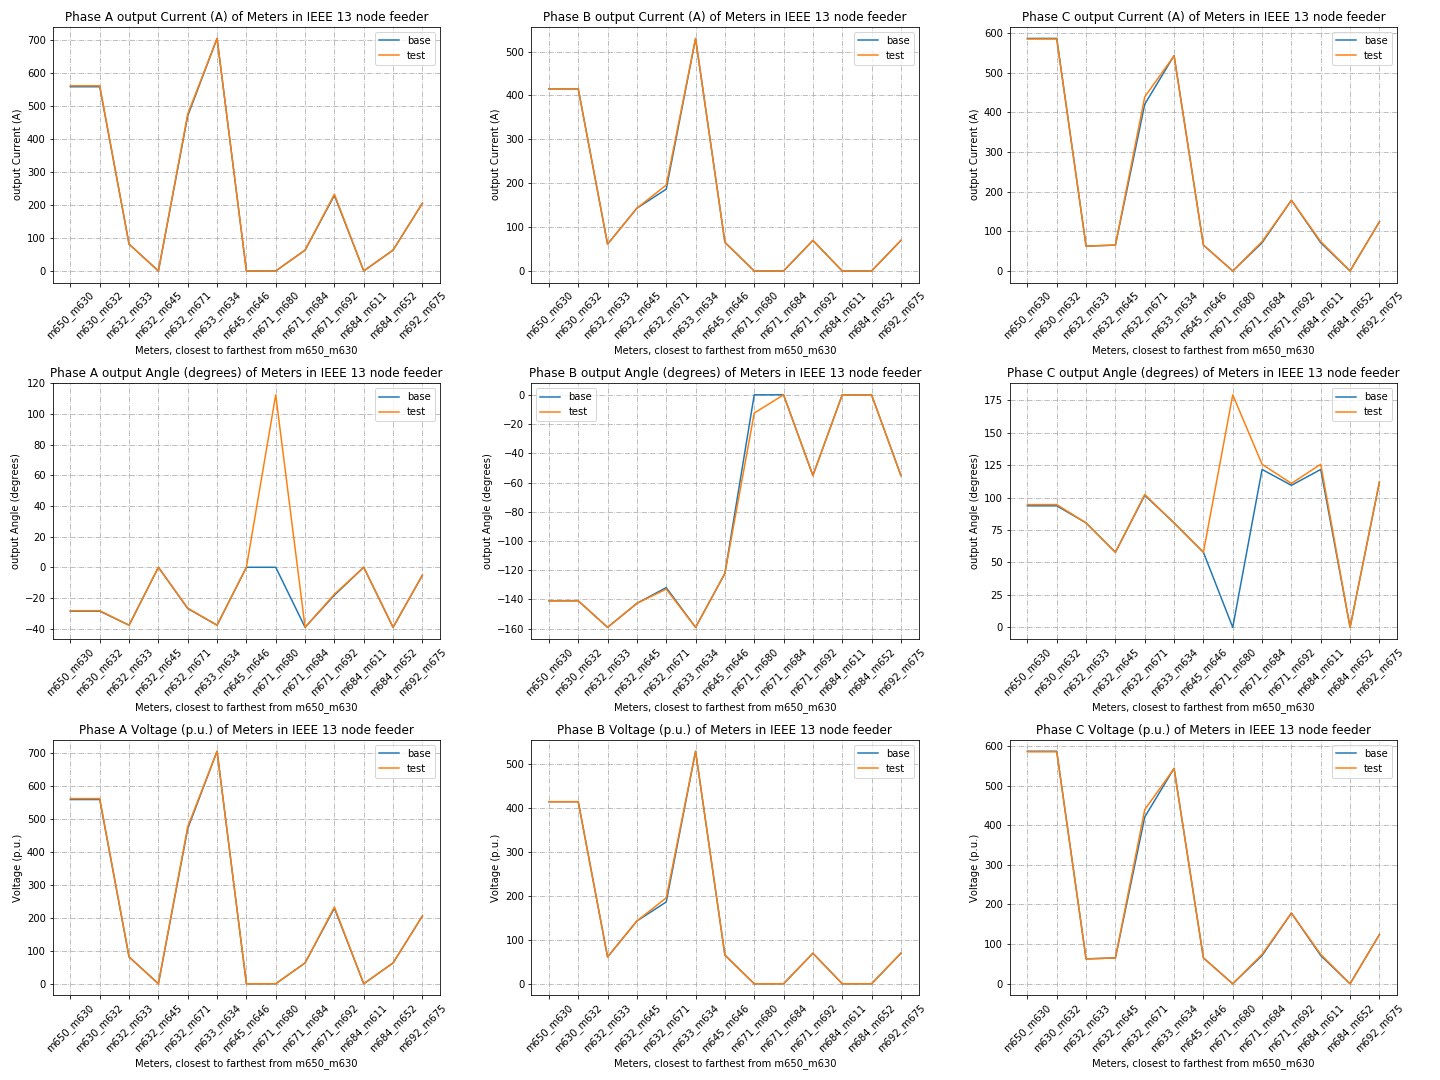 Phase A output Current (A) of Meters in IEEE 13 node feeder
output Current (A)
700
600
500
400
300
200
100
0
base
test
m650_m630
m630_m632
m632_m633
m632_m645
m632_m671
m633_m634
m645_m646
m671_m680
m671_m684
m671_m692
m684_m611
m684_m652
m692_m675
Meters, closest to farthest from m650_m630
Phase B output Current (A) of Meters in IEEE 13 node feeder
output Current (A)
500
400
300
200
100
0
base
test
m650_m630
m630_m632
m632_m633
m632_m645
m632_m671
m633_m634
m645_m646
m671_m680
m671_m684
m671_m692
m684_m611
m684_m652
m692_m675
Meters, closest to farthest from m650_m630
Phase C output Current (A) of Meters in IEEE 13 node feeder
output Current (A)
600
500
400
300
200
100
0
base
test
m650_m630
m630_m632
m632_m633
m632_m645
m632_m671
m633_m634
m645_m646
m671_m680
m671_m684
m671_m692
m684_m611
m684_m652
m692_m675
Meters, closest to farthest from m650_m630
Phase A output Angle (degrees) of Meters in IEEE 13 node feeder
output Angle (degrees)
120
100
80
60
40
20
0
−20
−40
base
test
m650_m630
m630_m632
m632_m633
m632_m645
m632_m671
m633_m634
m645_m646
m671_m680
m671_m684
m671_m692
m684_m611
m684_m652
m692_m675
Meters, closest to farthest from m650_m630
Phase B output Angle (degrees) of Meters in IEEE 13 node feeder
output Angle (degrees)
0
−20
−40
−60
−80
−100
−120
−140
−160
base
test
m650_m630
m630_m632
m632_m633
m632_m645
m632_m671
m633_m634
m645_m646
m671_m680
m671_m684
m671_m692
m684_m611
m684_m652
m692_m675
Meters, closest to farthest from m650_m630
Phase C output Angle (degrees) of Meters in IEEE 13 node feeder
output Angle (degrees)
175
150
125
100
75
50
25
0
base
test
m650_m630
m630_m632
m632_m633
m632_m645
m632_m671
m633_m634
m645_m646
m671_m680
m671_m684
m671_m692
m684_m611
m684_m652
m692_m675
Meters, closest to farthest from m650_m630
Phase A Voltage (p.u.) of Meters in IEEE 13 node feeder
Voltage (p.u.)
700
600
500
400
300
200
100
0
base
test
m650_m630
m630_m632
m632_m633
m632_m645
m632_m671
m633_m634
m645_m646
m671_m680
m671_m684
m671_m692
m684_m611
m684_m652
m692_m675
Meters, closest to farthest from m650_m630
Phase B Voltage (p.u.) of Meters in IEEE 13 node feeder
Voltage (p.u.)
500
400
300
200
100
0
base
test
m650_m630
m630_m632
m632_m633
m632_m645
m632_m671
m633_m634
m645_m646
m671_m680
m671_m684
m671_m692
m684_m611
m684_m652
m692_m675
Meters, closest to farthest from m650_m630
Phase C Voltage (p.u.) of Meters in IEEE 13 node feeder
Voltage (p.u.)
600
500
400
300
200
100
0
base
test
m650_m630
m630_m632
m632_m633
m632_m645
m632_m671
m633_m634
m645_m646
m671_m680
m671_m684
m671_m692
m684_m611
m684_m652
m692_m675
Meters, closest to farthest from m650_m630